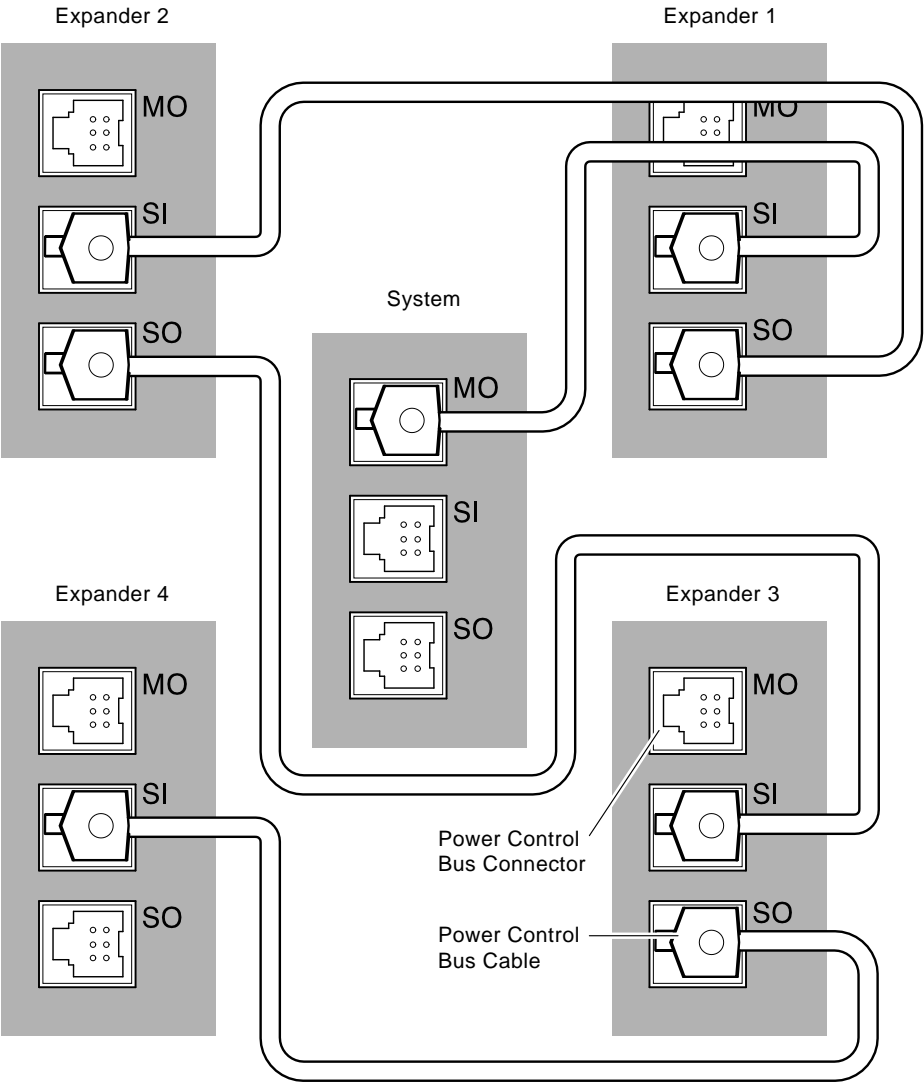 Expander 2
MO
SI
SO
Expander 1
MO
SI
SO
System
MO
SI
SO
Expander 4
MO
SI
SO
Expander 3
MO
SI
SO
Power Control
Bus Connector
Power Control
Bus Cable